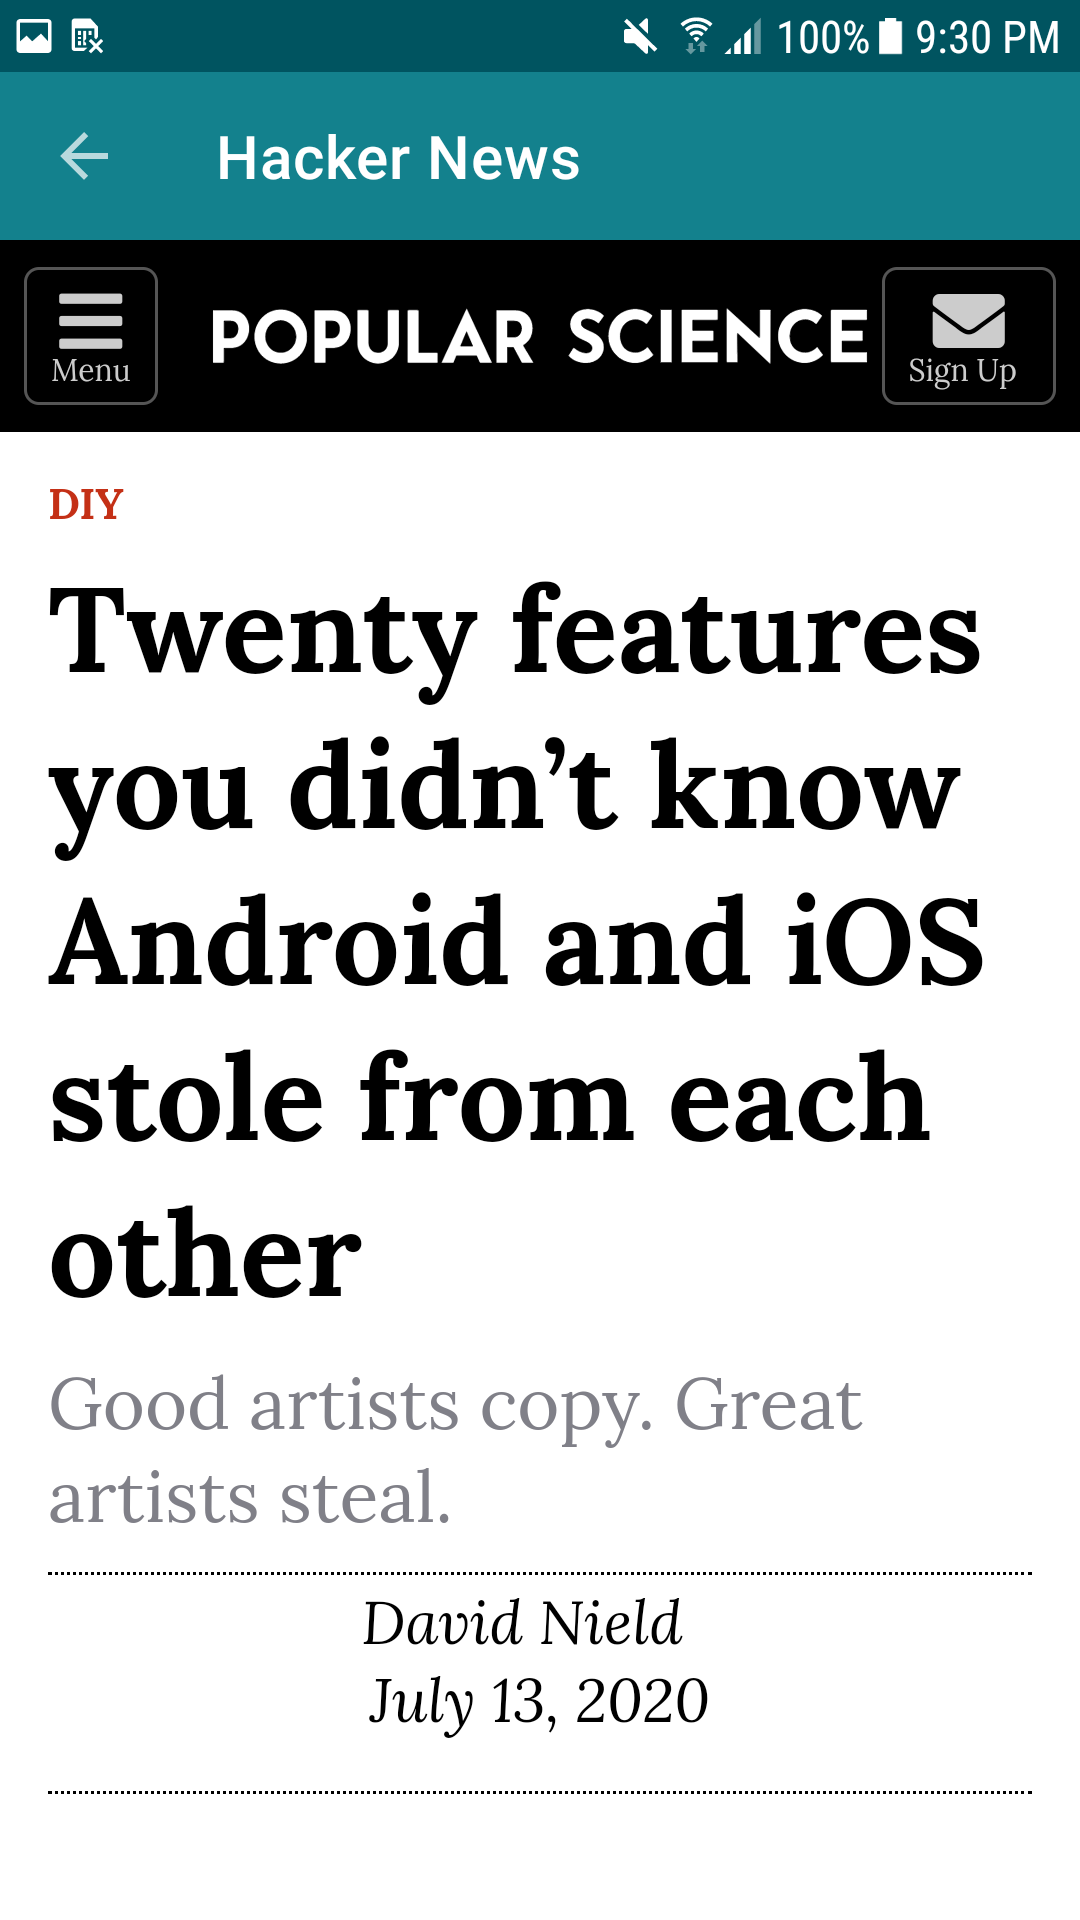 100% 9:30 PM
Hacker News
Menu
POPULAR SCIENCE
Sign Up
DIY
Twenty features
you didn’t know
Android and iOS
stole from each
other
Good artists copy. Great
artists steal.
David Nield
July 13, 2020